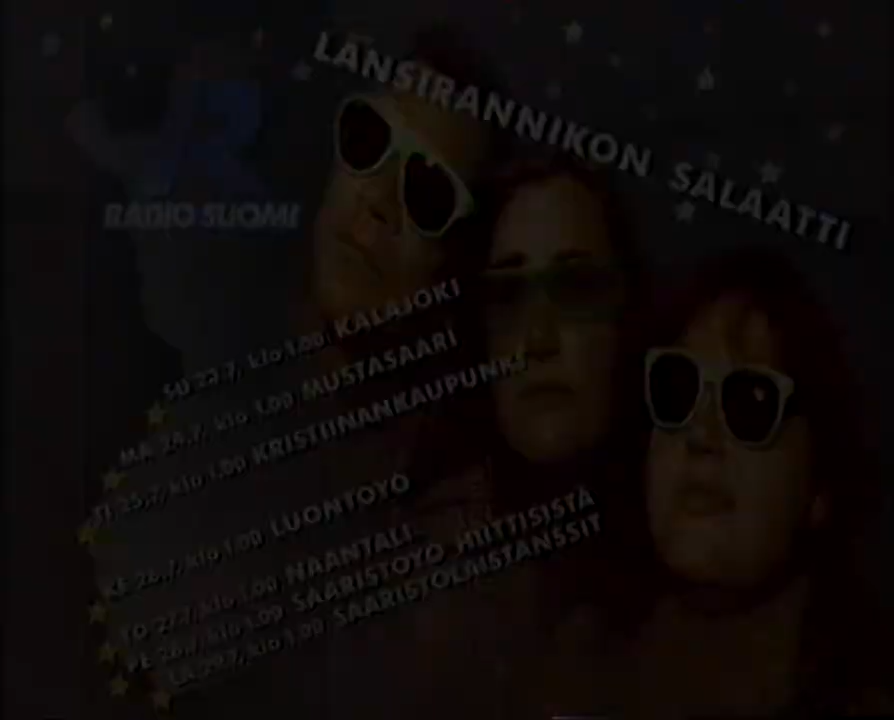 LÄNSIRANNIKON SALAATTI
RADIO SUOMI
SU 23.7. klo 1.00 KALAJOKI
MA 24.7. klo 1.00 MUSTASAARI
TI 25.7. klo 1.00 KRISTIINANKAUPUNKI
KE 26.7. klo 1.00 LUONTOYÖ
TO 27.7. klo 1.00 NAANTALI
PE 28.7. klo 1.00 SAARISTOYÖ HIITTISISTÄ
LA 29.7. klo 1.00 SAARISTOLAISTANSSIT